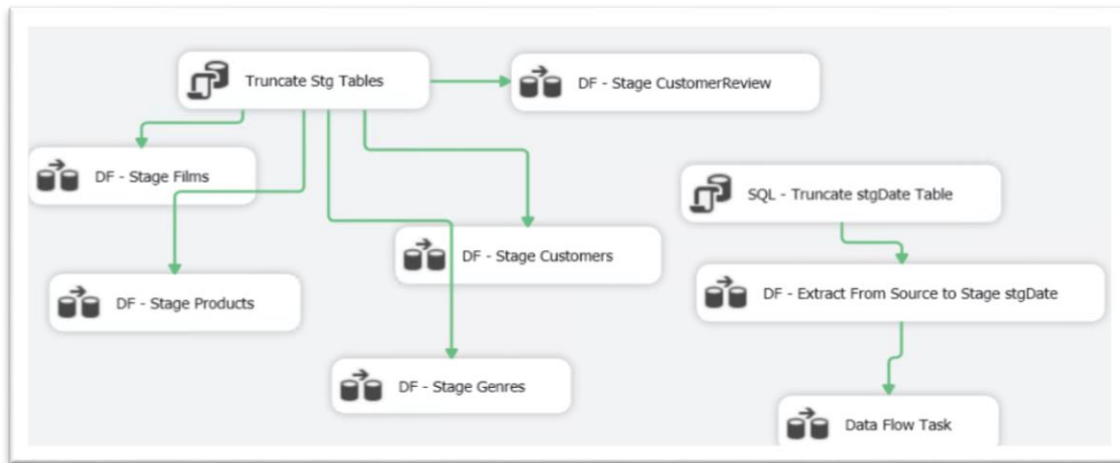 Truncate Stg Tables
DF - Stage CustomerReview
DF - Stage Films
SQL - Truncate stgDate Table
DF - Stage Customers
DF - Extract From Source to Stage stgDate
DF - Stage Products
DF - Stage Genres
Data Flow Task